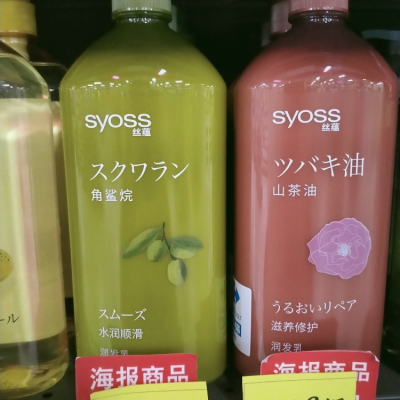 syoss
丝蕴
スクワラン
角鲨烷
スムーズ
水润顺滑
润发乳
海报商品
syoss
丝蕴
ツバキ油
山茶油
うるおいリペア
滋养修护
润发乳
海报商品
ール